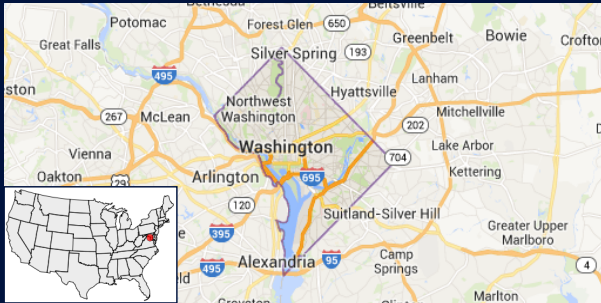 Potomac
Forest Glen
650
Beltsville
Greenbelt
Bowie
Great Falls
Silver Spring
193
Crofto
495
Hyattsville
Lanham
267
McLean
Northwest
Washington
202
Mitchellville
Washington
704
Lake Arbor
Vienna
Oakton
29
Arlington
695
Kettering
120
Suitland-Silver Hill
395
Greater Upper
Marlboro
495
Alexandria
95
Camp
Springs
4
Marlton